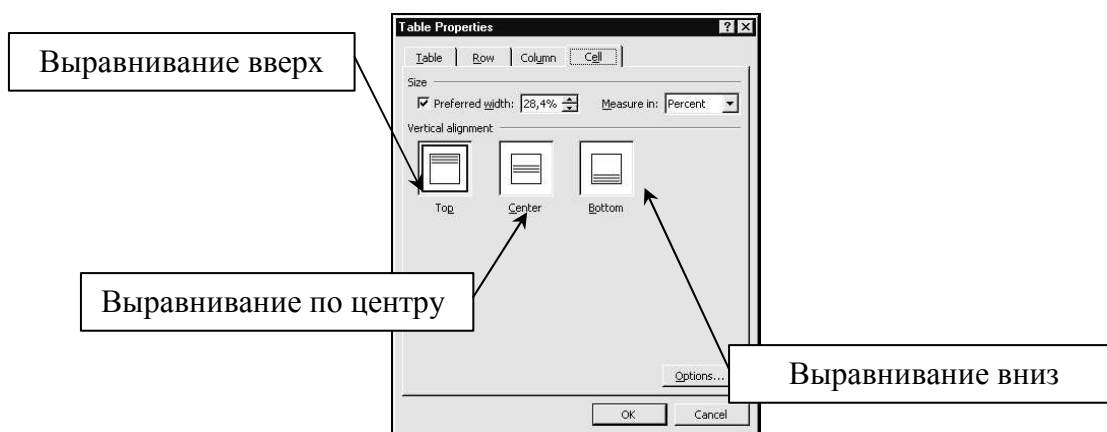 Table Properties
Выравнивание вверх
Table Row Column Cell
Size
Preferred width: 28,4% Measure in: Percent
Vertical alignment
Top Center Bottom
Выравнивание по центру
Options...
Выравнивание вниз
OK Cancel